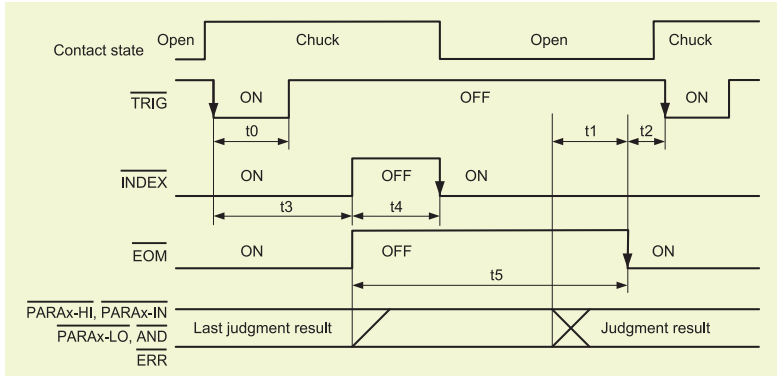 Contact state Open Chuck Open Chuck
TRIG ON OFF ON
t0 t1 t2
INDEX ON OFF ON
t3 t4
EOM ON OFF ON
t5
PARAx-HI, PARAx-IN
PARAx-LO, AND Last judgment result Judgment result
ERR